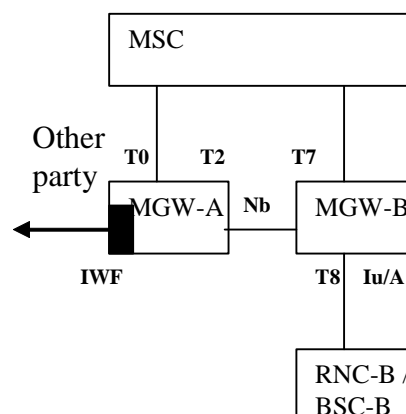 MSC
Other
party
T0 T2 T7
MGW-A Nb MGW-B
IWF T8 Iu/A
RNC-B /
BSC-B